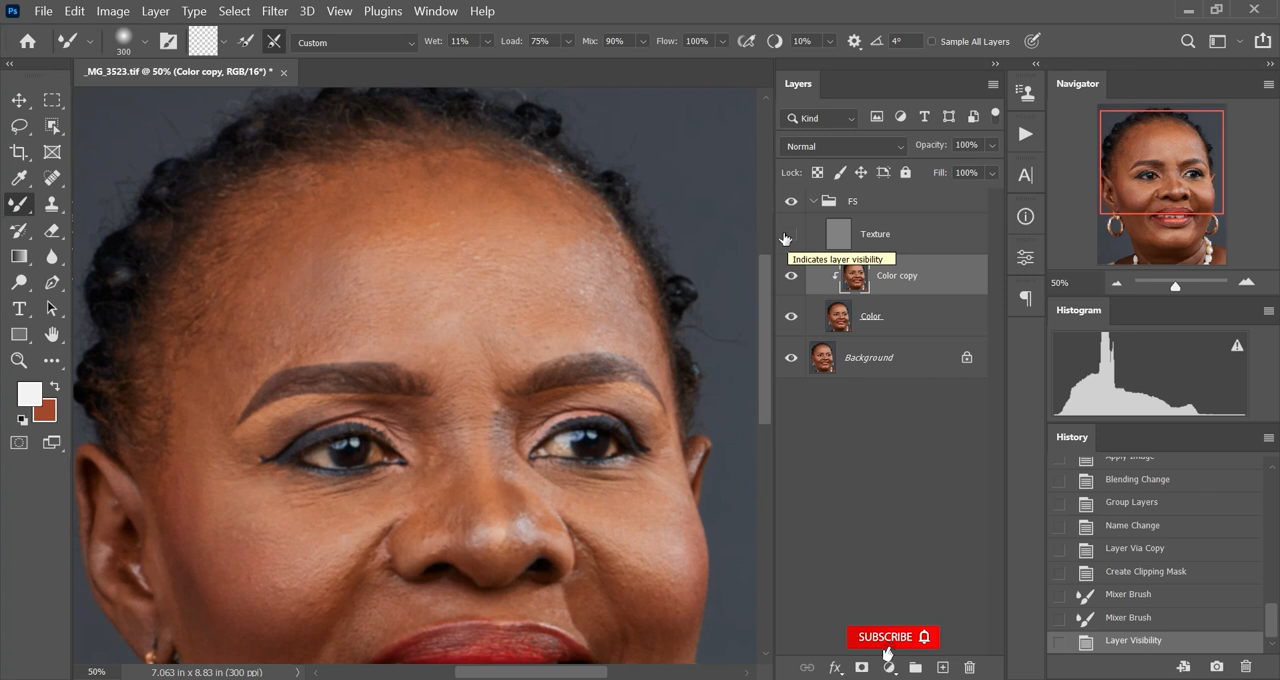 Ps File Edit Image Layer Type Select Filter 3D View Plugins Window Help
300 Custom Wet: 11% Load: 75% Mix: 90% Flow: 100% 10% 4° Sample All Layers
_MG_3523.tif @ 50% (Color copy, RGB/16*) * ×
Layers
Kind
Normal Opacity: 100%
Lock: Fill: 100%
FS
Texture
Indicates layer visibility
Color copy
Color
Background
Navigator
50%
Histogram
History
Apply Image
Blending Change
Group Layers
Name Change
Layer Via Copy
Create Clipping Mask
Mixer Brush
Mixer Brush
Layer Visibility
SUBSCRIBE
50% 7.063 in x 8.83 in (300 ppi)
fx